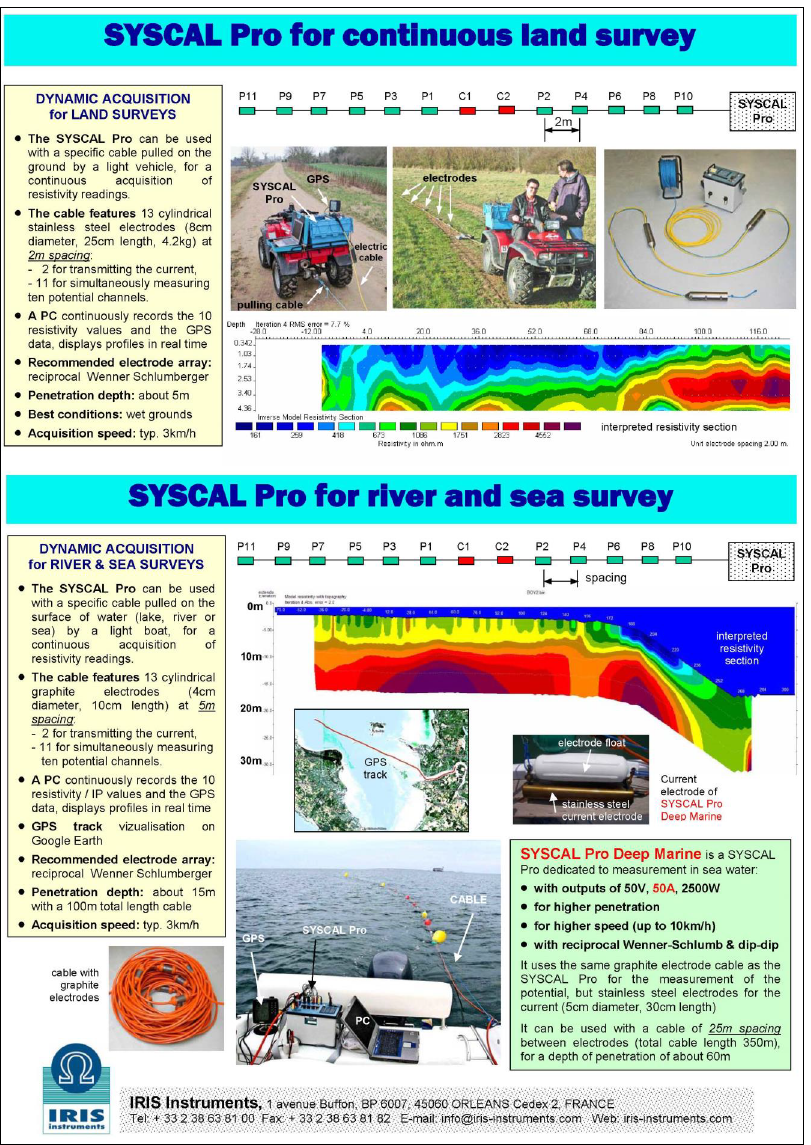 SYSCAL Pro for continuous land survey
DYNAMIC ACQUISITION
for LAND SURVEYS
• The SYSCAL Pro can be used
with a specific cable pulled on the
ground by a light vehicle, for a
continuous acquisition of
resistivity readings.
• The cable features 13 cylindrical
stainless steel electrodes (8cm
diameter, 25cm length, 4.2kg) at
2m spacing:
- 2 for transmitting the current,
- 11 for simultaneously measuring
ten potential channels.
• A PC continuously records the 10
resistivity values and the GPS
data, displays profiles in real time
• Recommended electrode array:
reciprocal Wenner Schlumberger
• Penetration depth: about 5m
• Best conditions: wet grounds
• Acquisition speed: typ. 3km/h
P11 P9 P7 P5 P3 P1 C1 C2 P2 P4 P6 P8 P10
SYSCAL
Pro
2m
GPS
SYSCAL
Pro
electric
cable
pulling cable
electrodes
Depth Iteration 4 RMS error = 7.7 %
-28.0 -12.00 4.0 20.0 36.0 52.0 68.0 84.0 100.0 116.0
0.342
1.03
1.74
2.53
3.40
4.36
Inverse Model Resistivity Section
161 259 418 673 1086 1751 2823 4552
Resistivity in ohm.m
interpreted resistivity section
Unit electrode spacing 2.00 m.
SYSCAL Pro for river and sea survey
DYNAMIC ACQUISITION
for RIVER & SEA SURVEYS
• The SYSCAL Pro can be used
with a specific cable pulled on the
surface of water (lake, river or
sea) by a light boat, for a
continuous acquisition of
resistivity readings.
• The cable features 13 cylindrical
graphite electrodes (4cm
diameter, 10cm length) at 5m
spacing:
- 2 for transmitting the current,
- 11 for simultaneously measuring
ten potential channels.
• A PC continuously records the 10
resistivity / IP values and the GPS
data, displays profiles in real time
• GPS track vizualisation on
Google Earth
• Recommended electrode array:
reciprocal Wenner Schlumberger
• Penetration depth: about 15m
with a 100m total length cable
• Acquisition speed: typ. 3km/h
P11 P9 P7 P5 P3 P1 C1 C2 P2 P4 P6 P8 P10
SYSCAL
Pro
spacing
0m
10m
20m
30m
interpreted
resistivity
section
GPS
track
electrode float
stainless steel
current electrode
Current
electrode of
SYSCAL Pro
Deep Marine
cable with
graphite
electrodes
GPS
SYSCAL Pro
CABLE
PC
SYSCAL Pro Deep Marine is a SYSCAL
Pro dedicated to measurement in sea water:
• with outputs of 50V, 50A, 2500W
• for higher penetration
• for higher speed (up to 10km/h)
• with reciprocal Wenner-Schlumb & dip-dip
It uses the same graphite electrode cable as the
SYSCAL Pro for the measurement of the
potential, but stainless steel electrodes for the
current (5cm diameter, 30cm length)
It can be used with a cable of 25m spacing
between electrodes (total cable length 350m),
for a depth of penetration of about 60m
IRIS
instruments
IRIS Instruments, 1 avenue Buffon, BP 6007, 45060 ORLEANS Cedex 2, FRANCE
Tel: + 33 2 38 63 81 00 Fax: + 33 2 38 63 81 82 E-mail: info@iris-instruments.com Web: iris-instruments.com